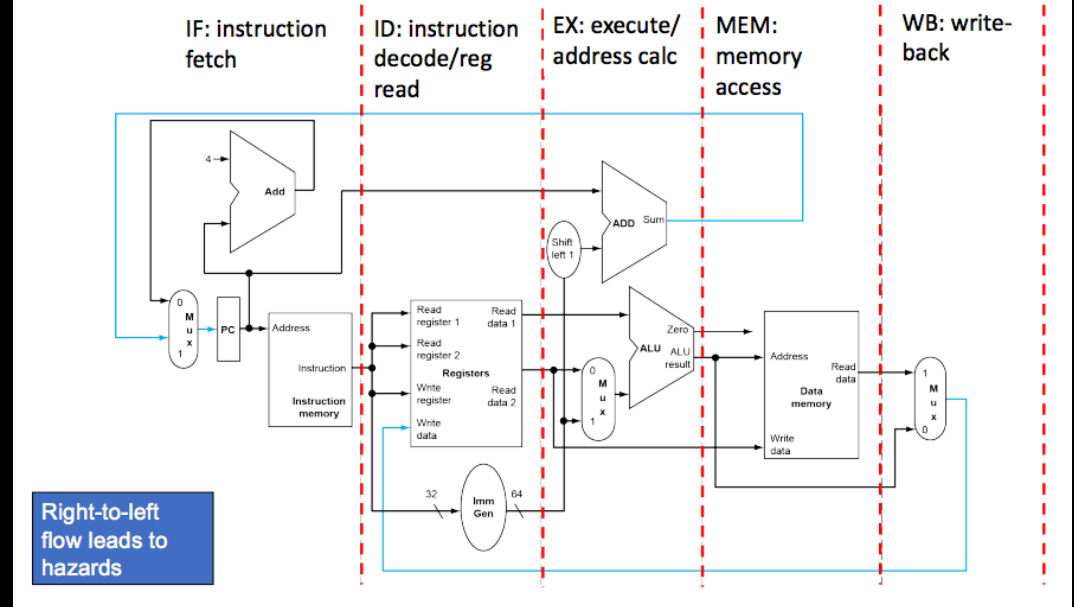 IF: instruction
fetch
ID: instruction
decode/reg
read
EX: execute/
address calc
MEM:
memory
access
WB: write-
back
4
Add
ADD Sum
Shift
left 1
0
M
u
x
1
PC
Address
Instruction
Instruction
memory
Read
register 1
Read
data 1
Read
register 2
Registers
Write
register
Read
data 2
Write
data
0
M
u
x
1
Zero
ALU
ALU
result
Address
Read
data
Data
memory
Write
data
1
M
u
x
0
32
Imm
Gen
64
Right-to-left
flow leads to
hazards